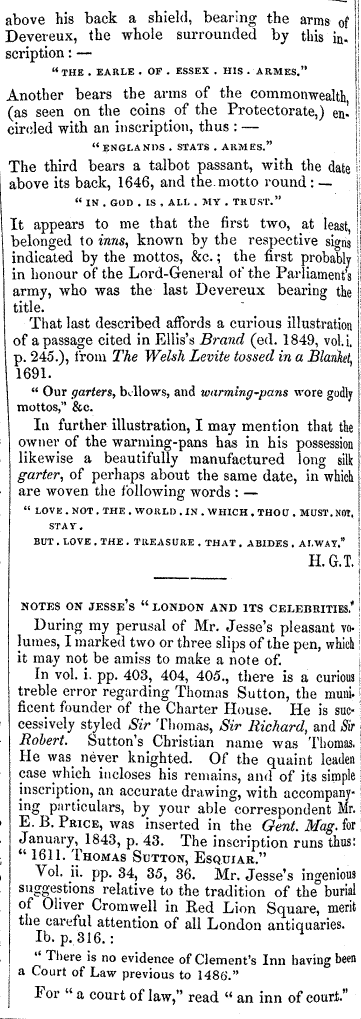 above his back a shield, bearing the arms of
Devereux, the whole surrounded by this in-
scription: —
"THE . EARLE . OF . ESSEX . HIS . ARMES."
Another bears the arms of the commonwealth,
(as seen on the coins of the Protectorate,) en-
circled with an inscription, thus: —
"ENGLANDS . STATS . ARMES."
The third bears a talbot passant, with the date
above its back, 1646, and the motto round: —
"IN . GOD . IS . ALL . MY . TRUST."
It appears to me that the first two, at least,
belonged to inns, known by the respective signs
indicated by the mottos, &c.; the first probably
in honour of the Lord-General of the Parliament's
army, who was the last Devereux bearing the
title.
That last described affords a curious illustration
of a passage cited in Ellis's Brand (ed. 1849, vol. i.
p. 245.), from The Welsh Levite tossed in a Blanket,
1691.
"Our garters, bellows, and warming-pans wore godly
mottos," &c.
In further illustration, I may mention that the
owner of the warming-pans has in his possession
likewise a beautifully manufactured long silk
garter, of perhaps about the same date, in which
are woven the following words: —
"LOVE . NOT . THE . WORLD . IN . WHICH . THOU . MUST . NOT.
STAY .
BUT . LOVE . THE . TREASURE . THAT . ABIDES . ALWAY."
H. G. T.
NOTES ON JESSE'S "LONDON AND ITS CELEBRITIES."
During my perusal of Mr. Jesse's pleasant vo-
lumes, I marked two or three slips of the pen, which
it may not be amiss to make a note of.
In vol. i. pp. 403, 404, 405., there is a curious
treble error regarding Thomas Sutton, the muni-
ficent founder of the Charter House. He is suc-
cessively styled Sir Thomas, Sir Richard, and Sir
Robert. Sutton's Christian name was Thomas.
He was never knighted. Of the quaint leaden
case which incloses his remains, and of its simple
inscription, an accurate drawing, with accompany-
ing particulars, by your able correspondent Mr.
E. B. PRICE, was inserted in the Gent. Mag. for
January, 1843, p. 43. The inscription runs thus:
"1611. THOMAS SUTTON, ESQUIAR."
Vol. ii. pp. 34, 35, 36. Mr. Jesse's ingenious
suggestions relative to the tradition of the burial
of Oliver Cromwell in Red Lion Square, merit
the careful attention of all London antiquaries.
Ib. p. 316.:
"There is no evidence of Clement's Inn having been
a Court of Law previous to 1486."
For "a court of law," read "an inn of court."